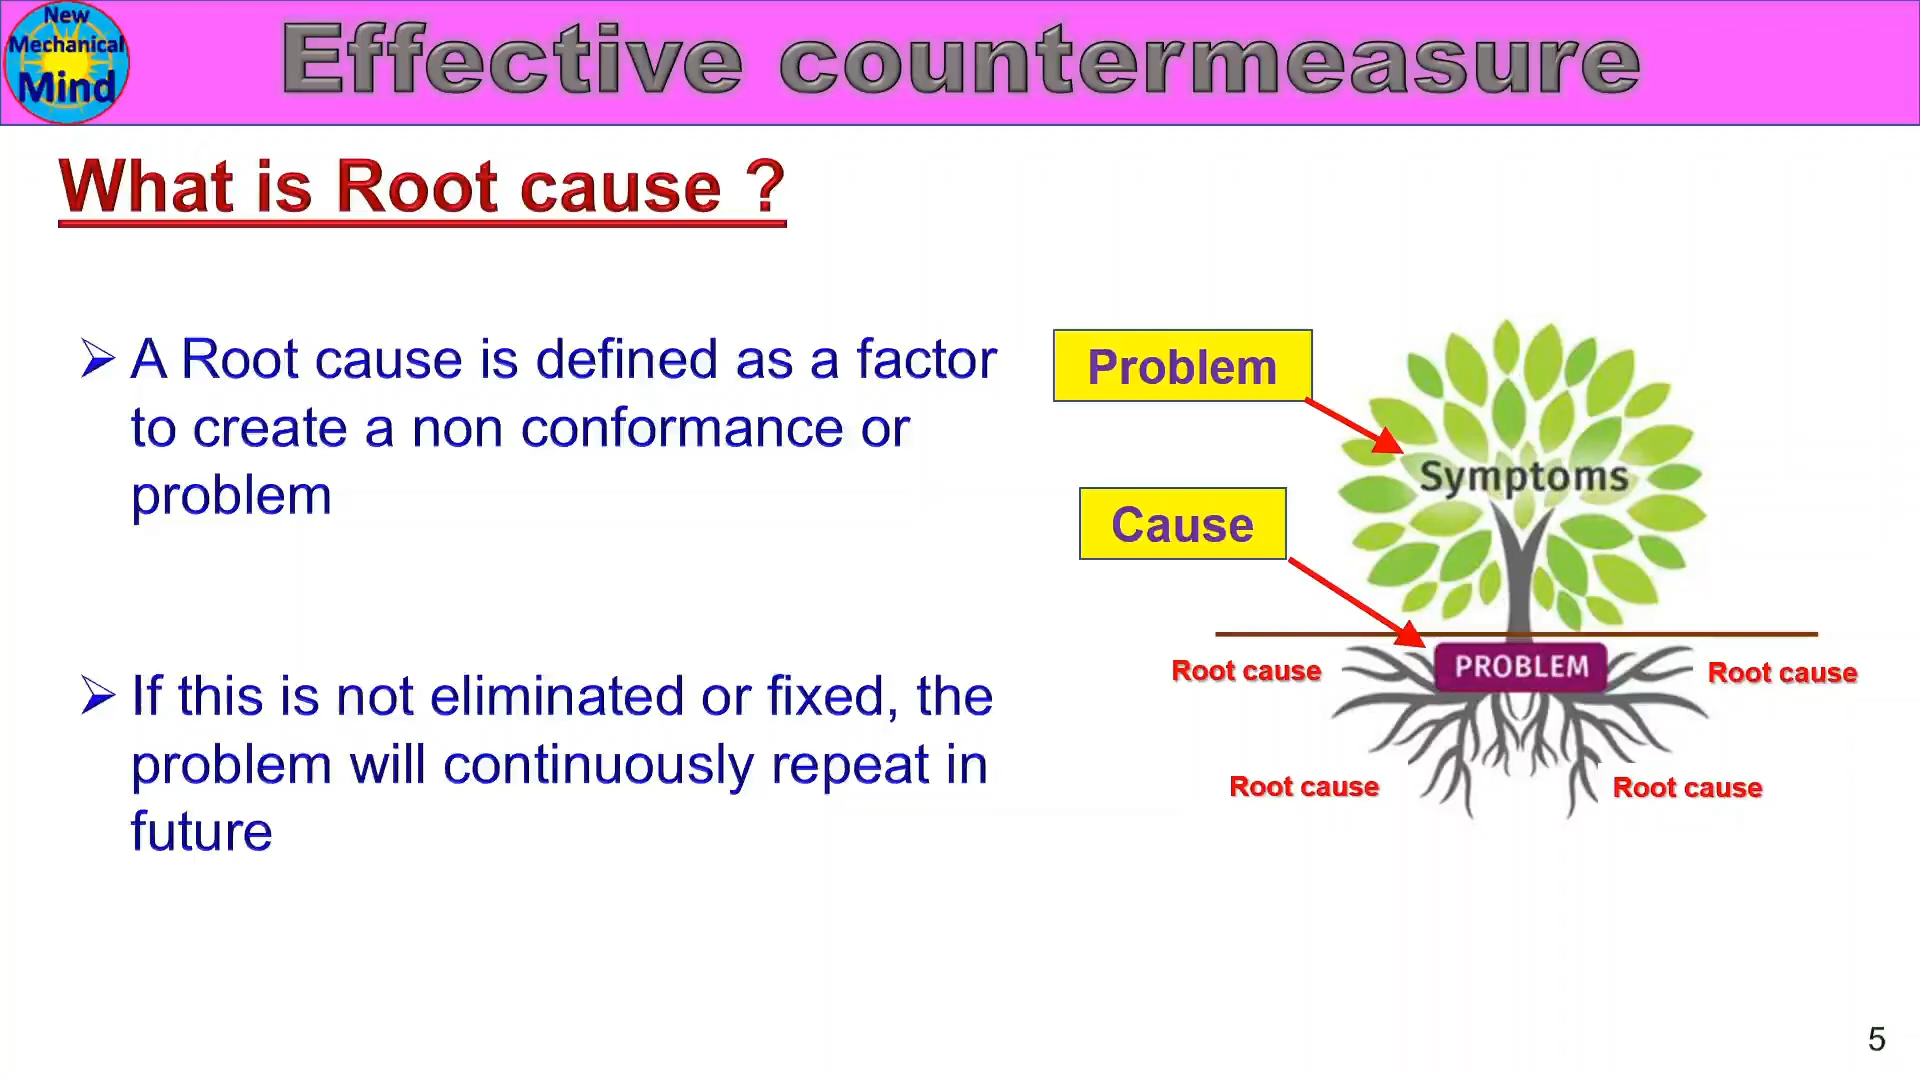 New
Mechanical
Mind
Effective countermeasure
What is Root cause ?
A Root cause is defined as a factor
to create a non conformance or
problem
If this is not eliminated or fixed, the
problem will continuously repeat in
future
Problem
Symptoms
Cause
PROBLEM
Root cause
Root cause
Root cause
Root cause
5